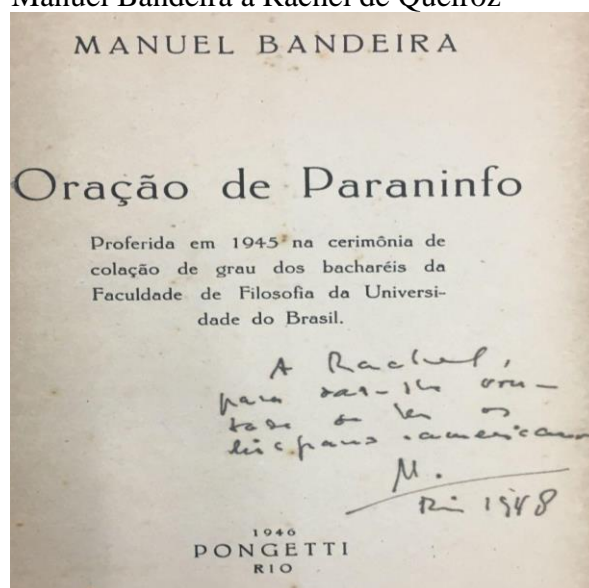 Manuel Bandeira a Rachel de Queiroz
MANUEL BANDEIRA
Oração de Paraninfo
Proferida em 1945 na cerimônia de
colação de grau dos bacharéis da
Faculdade de Filosofia da Universi-
dade do Brasil.
A Rachel,
para dar-lhe von-
tade de ler os
hispano-americanos
M.
Rio 1948
1946
PONGETTI
RIO